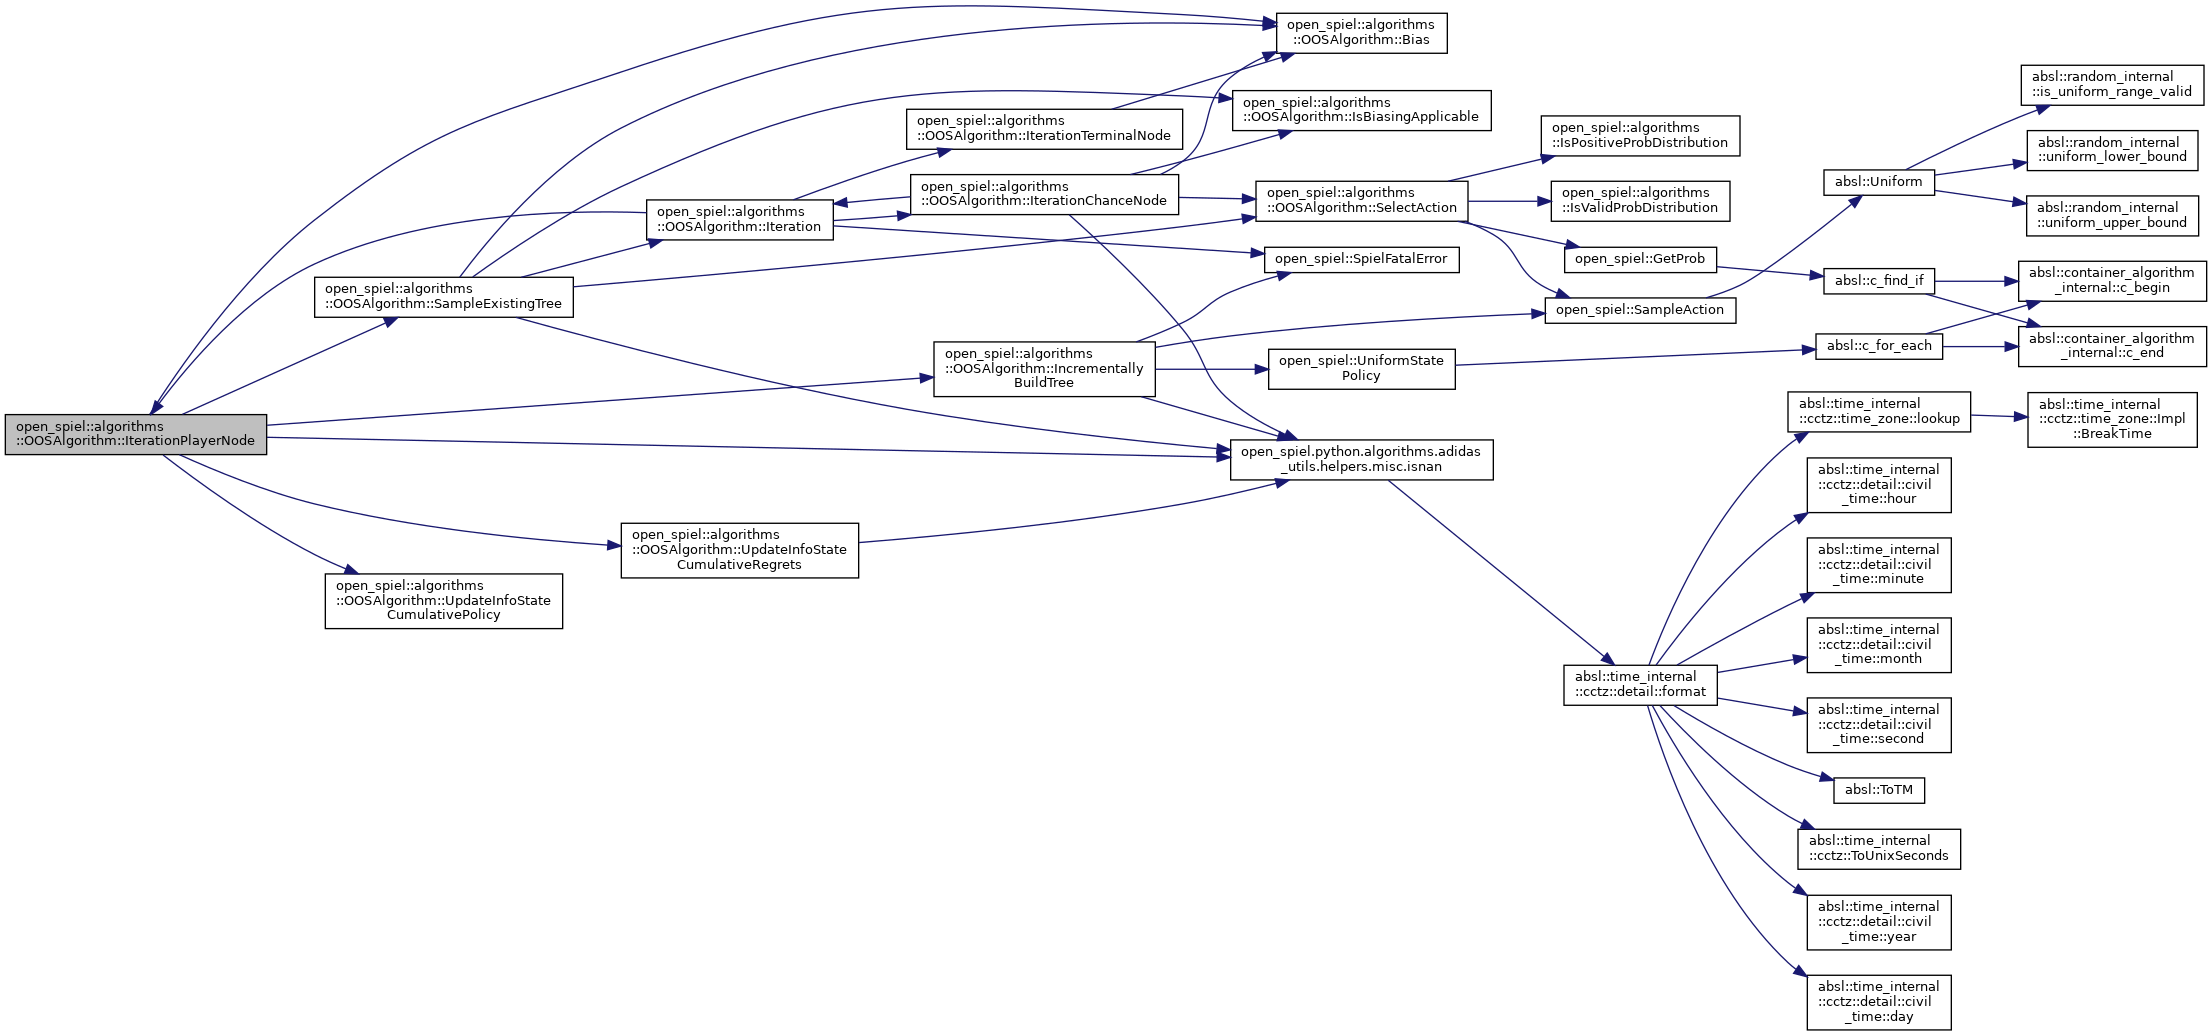 open_spiel::algorithms
::OOSAlgorithm::IterationPlayerNode
open_spiel::algorithms
::OOSAlgorithm::SampleExistingTree
open_spiel::algorithms
::OOSAlgorithm::UpdateInfoState
CumulativePolicy
open_spiel::algorithms
::OOSAlgorithm::Iteration
open_spiel::algorithms
::OOSAlgorithm::UpdateInfoState
CumulativeRegrets
open_spiel::algorithms
::OOSAlgorithm::IterationTerminalNode
open_spiel::algorithms
::OOSAlgorithm::IterationChanceNode
open_spiel::algorithms
::OOSAlgorithm::Incrementally
BuildTree
open_spiel::algorithms
::OOSAlgorithm::Bias
open_spiel::algorithms
::OOSAlgorithm::IsBiasingApplicable
open_spiel::algorithms
::OOSAlgorithm::SelectAction
open_spiel::SpielFatalError
open_spiel::UniformState
Policy
open_spiel.python.algorithms.adidas
_utils.helpers.misc.isnan
open_spiel::algorithms
::IsPositiveProbDistribution
open_spiel::algorithms
::IsValidProbDistribution
open_spiel::GetProb
open_spiel::SampleAction
absl::time_internal
::cctz::detail::format
absl::Uniform
absl::c_find_if
absl::c_for_each
absl::time_internal
::cctz::time_zone::lookup
absl::time_internal
::cctz::detail::civil
_time::hour
absl::time_internal
::cctz::detail::civil
_time::minute
absl::time_internal
::cctz::detail::civil
_time::month
absl::time_internal
::cctz::detail::civil
_time::second
absl::ToTM
absl::time_internal
::cctz::ToUnixSeconds
absl::time_internal
::cctz::detail::civil
_time::year
absl::time_internal
::cctz::detail::civil
_time::day
absl::random_internal
::is_uniform_range_valid
absl::random_internal
::uniform_lower_bound
absl::random_internal
::uniform_upper_bound
absl::container_algorithm
_internal::c_begin
absl::container_algorithm
_internal::c_end
absl::time_internal
::cctz::time_zone::Impl
::BreakTime